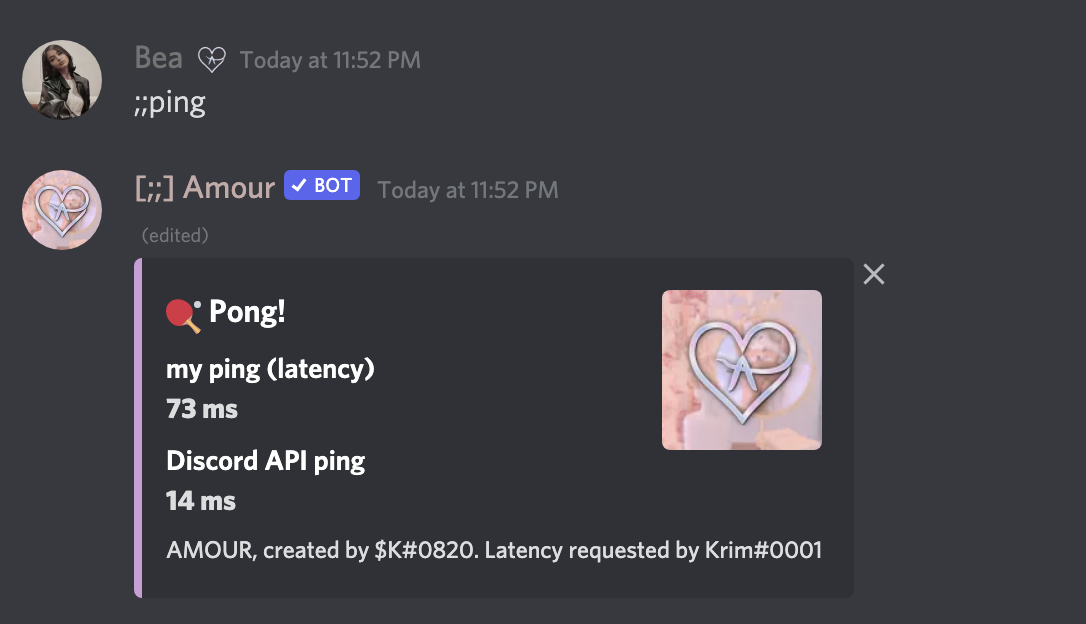 Bea Today at 11:52 PM
;;ping
[;;] Amour BOT Today at 11:52 PM
(edited)
Pong!
my ping (latency)
73 ms
Discord API ping
14 ms
AMOUR, created by $K#0820. Latency requested by Krim#0001